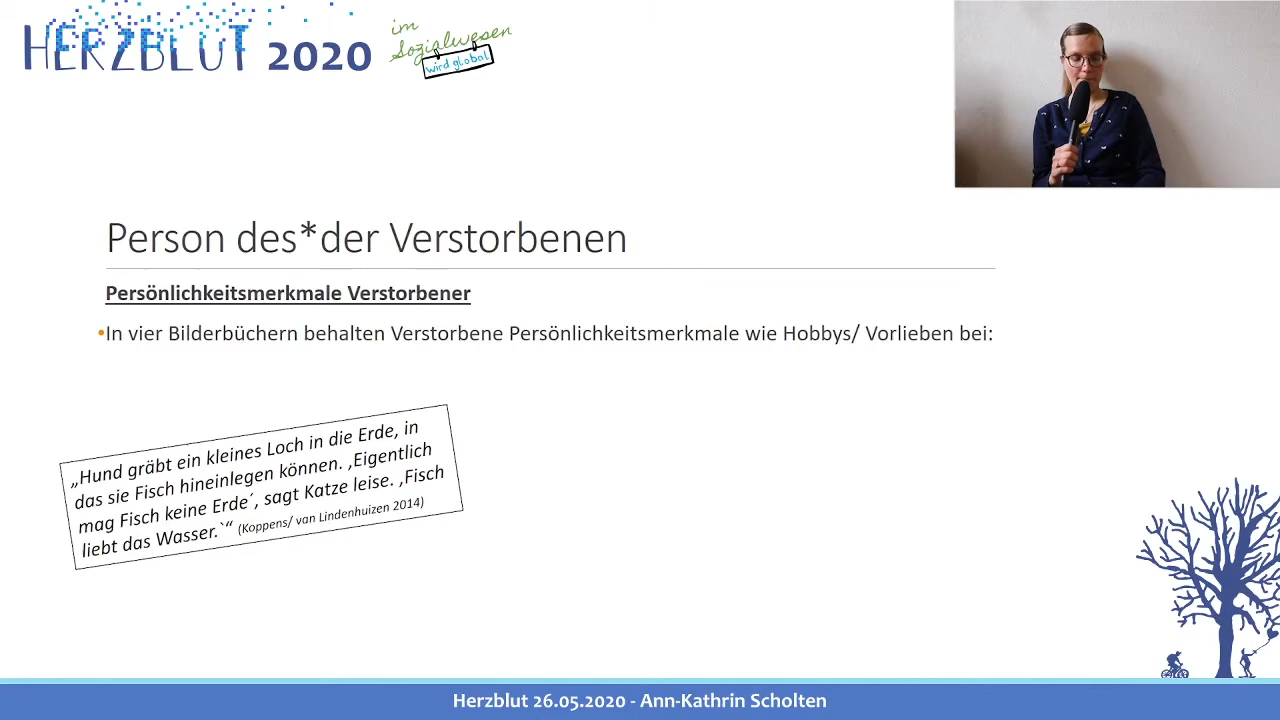 HERZBLUT 2020
im
Sozialwesen
wird global
Person des*der Verstorbenen
Persönlichkeitsmerkmale Verstorbener
•In vier Bilderbüchern behalten Verstorbene Persönlichkeitsmerkmale wie Hobbys/ Vorlieben bei:
„Hund gräbt ein kleines Loch in die Erde, in
das sie Fisch hineinlegen können. ‚Eigentlich
mag Fisch keine Erde´, sagt Katze leise. ‚Fisch
liebt das Wasser.`“ (Koppens/ van Lindenhuizen 2014)
Herzblut 26.05.2020 - Ann-Kathrin Scholten